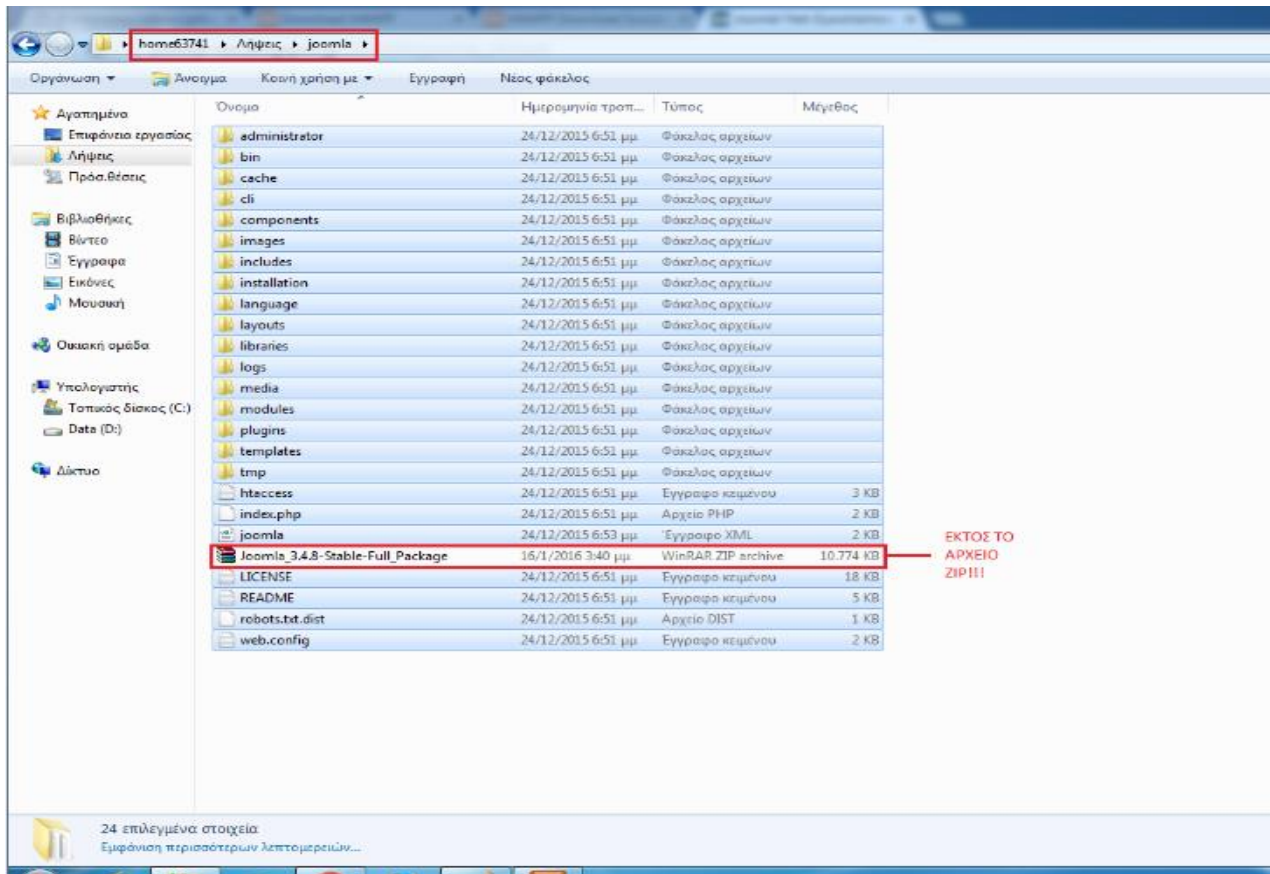 home63741 ▸ Λήψεις ▸ joomla ▸
Οργάνωση Άνοιγμα Κοινή χρήση με Εγγραφή Νέος φάκελος
Αγαπημένα
Επιφάνεια εργασίας
Λήψεις
Πρόσ.θέσεις
Βιβλιοθήκες
Βίντεο
Έγγραφα
Εικόνες
Μουσική
Οικιακή ομάδα
Υπολογιστής
Τοπικός δίσκος (C:)
Data (D:)
Δίκτυο
Όνομα Ημερομηνία τροπ... Τύπος Μέγεθος
administrator 24/12/2015 6:51 μμ Φάκελος αρχείων
bin 24/12/2015 6:51 μμ Φάκελος αρχείων
cache 24/12/2015 6:51 μμ Φάκελος αρχείων
cli 24/12/2015 6:51 μμ Φάκελος αρχείων
components 24/12/2015 6:51 μμ Φάκελος αρχείων
images 24/12/2015 6:51 μμ Φάκελος αρχείων
includes 24/12/2015 6:51 μμ Φάκελος αρχείων
installation 24/12/2015 6:51 μμ Φάκελος αρχείων
language 24/12/2015 6:51 μμ Φάκελος αρχείων
layouts 24/12/2015 6:51 μμ Φάκελος αρχείων
libraries 24/12/2015 6:51 μμ Φάκελος αρχείων
logs 24/12/2015 6:51 μμ Φάκελος αρχείων
media 24/12/2015 6:51 μμ Φάκελος αρχείων
modules 24/12/2015 6:51 μμ Φάκελος αρχείων
plugins 24/12/2015 6:51 μμ Φάκελος αρχείων
templates 24/12/2015 6:51 μμ Φάκελος αρχείων
tmp 24/12/2015 6:51 μμ Φάκελος αρχείων
htaccess 24/12/2015 6:51 μμ Έγγραφο κειμένου 3 KB
index.php 24/12/2015 6:51 μμ Αρχείο PHP 2 KB
joomla 24/12/2015 6:53 μμ Έγγραφο XML 2 KB
Joomla_3.4.8-Stable-Full_Package 16/1/2016 3:40 μμ WinRAR ZIP archive 10.774 KB
LICENSE 24/12/2015 6:51 μμ Έγγραφο κειμένου 18 KB
README 24/12/2015 6:51 μμ Έγγραφο κειμένου 5 KB
robots.txt.dist 24/12/2015 6:51 μμ Αρχείο DIST 1 KB
web.config 24/12/2015 6:51 μμ Έγγραφο κειμένου 2 KB
ΕΚΤΟΣ ΤΟ
ΑΡΧΕΙΟ
ZIP!!!
24 επιλεγμένα στοιχεία
Εμφάνιση περισσότερων λεπτομερειών...